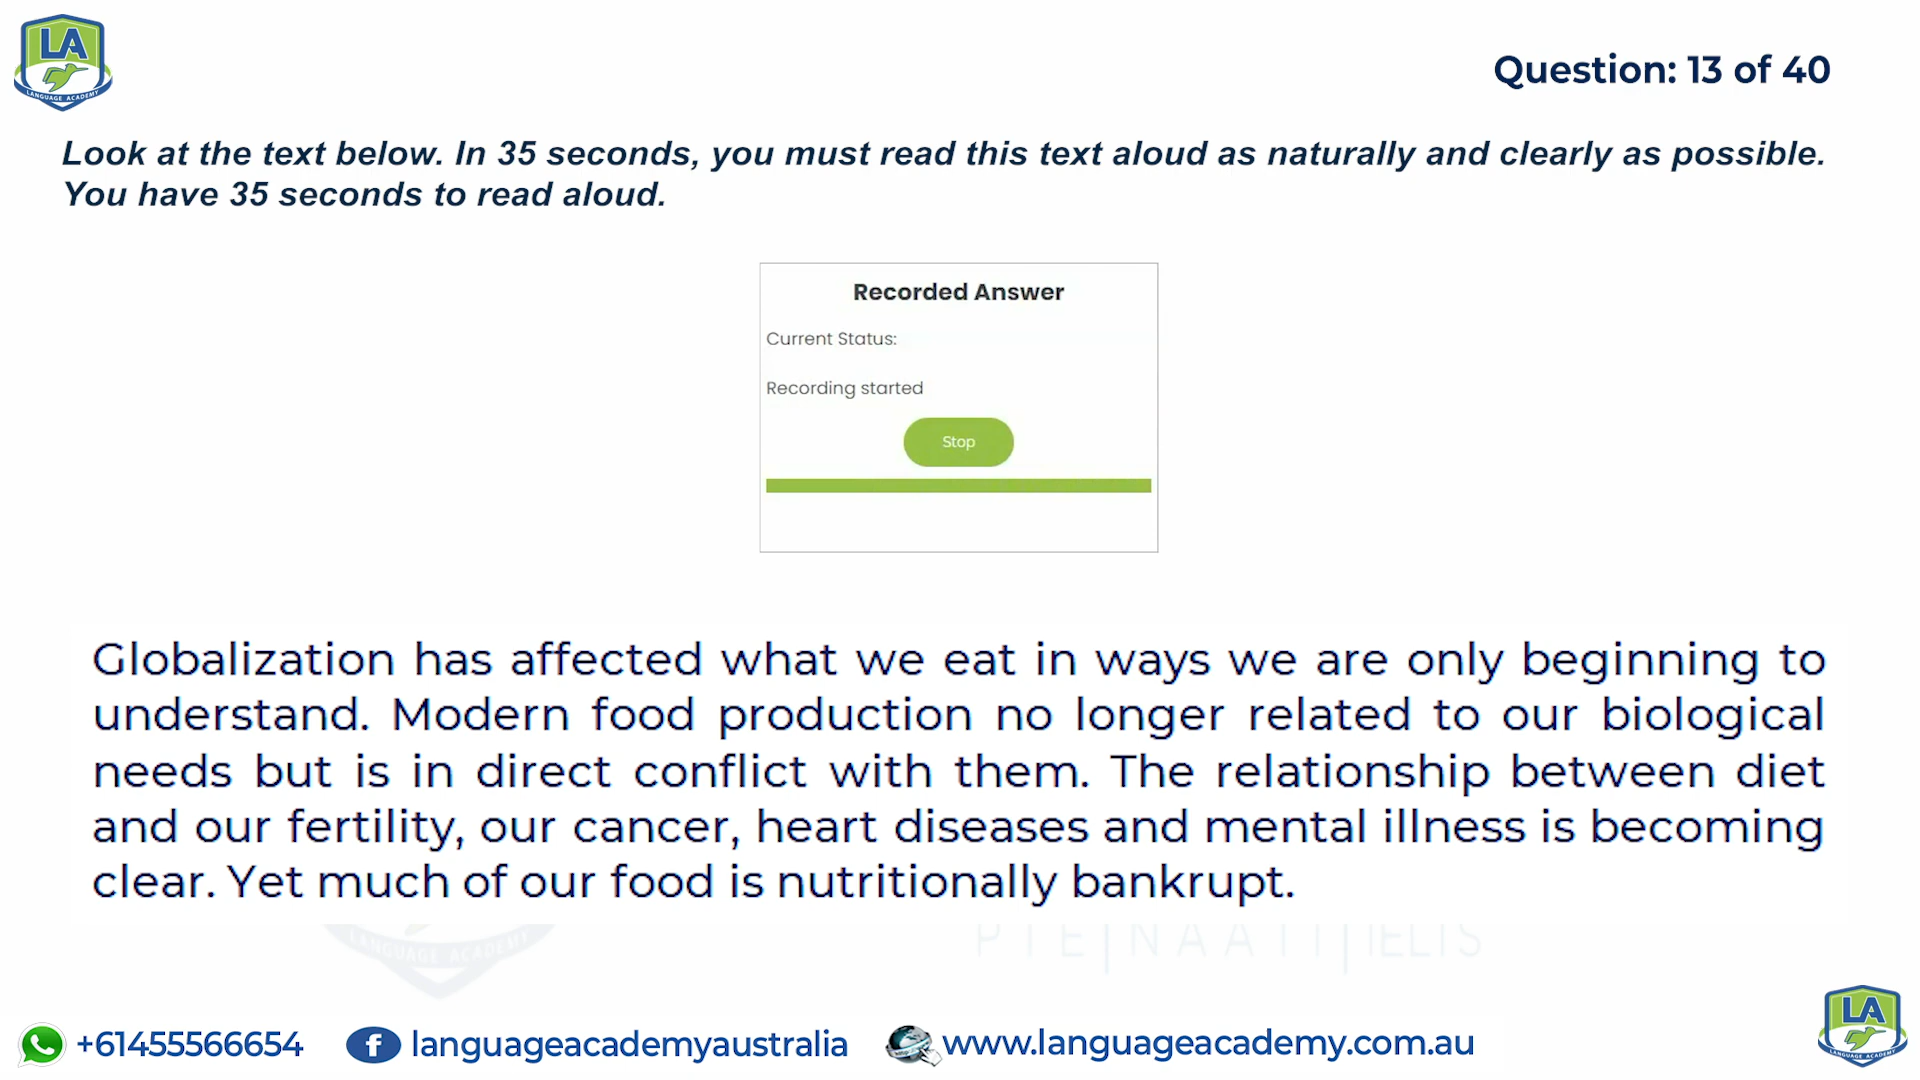 LA
LANGUAGE ACADEMY
Question: 13 of 40
Look at the text below. In 35 seconds, you must read this text aloud as naturally and clearly as possible.
You have 35 seconds to read aloud.
Recorded Answer
Current Status:
Recording started
Stop
Globalization has affected what we eat in ways we are only beginning to
understand. Modern food production no longer related to our biological
needs but is in direct conflict with them. The relationship between diet
and our fertility, our cancer, heart diseases and mental illness is becoming
clear. Yet much of our food is nutritionally bankrupt.
LANGUAGE ACADEMY
PTE|NAATI|IELTS
+61455566654
languageacademyaustralia
www.languageacademy.com.au
LA
LANGUAGE ACADEMY